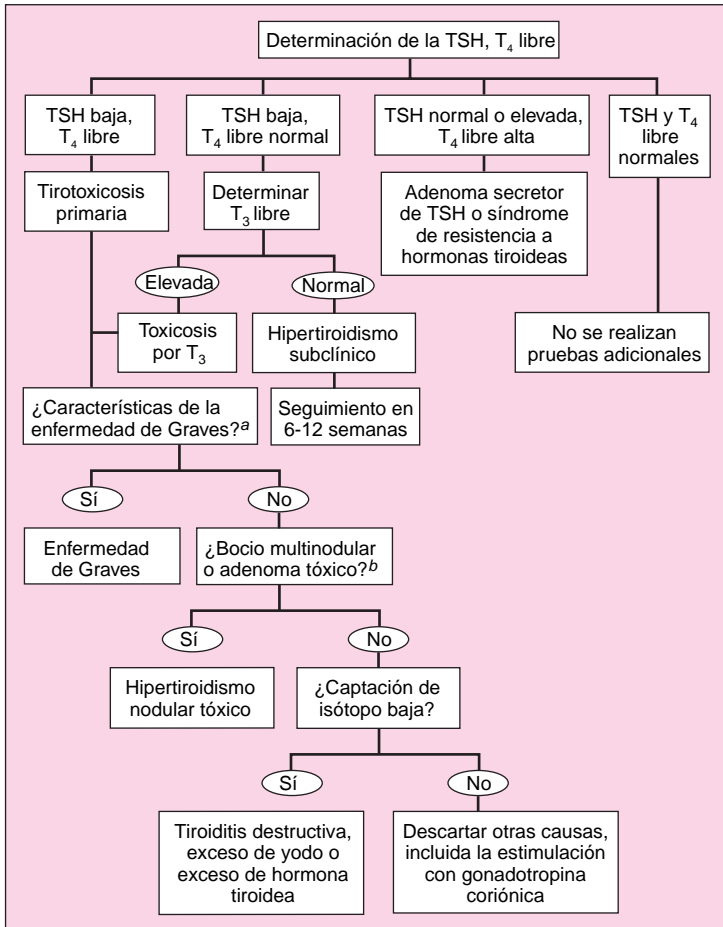 Determinación de la TSH, T4 libre
TSH baja,
T4 libre
TSH baja,
T4 libre normal
TSH normal o elevada,
T4 libre alta
TSH y T4
libre
normales
Tirotoxicosis
primaria
Determinar
T3 libre
Adenoma secretor
de TSH o síndrome
de resistencia a
hormonas tiroideas
Elevada
Normal
Toxicosis
por T3
Hipertiroidismo
subclínico
No se realizan
pruebas adicionales
¿Características de la
enfermedad de Graves?a
Seguimiento en
6-12 semanas
Sí
No
Enfermedad
de Graves
¿Bocio multinodular
o adenoma tóxico?b
Sí
No
Hipertiroidismo
nodular tóxico
¿Captación de
isótopo baja?
Sí
No
Tiroiditis destructiva,
exceso de yodo o
exceso de hormona
tiroidea
Descartar otras causas,
incluida la estimulación
con gonadotropina
coriónica